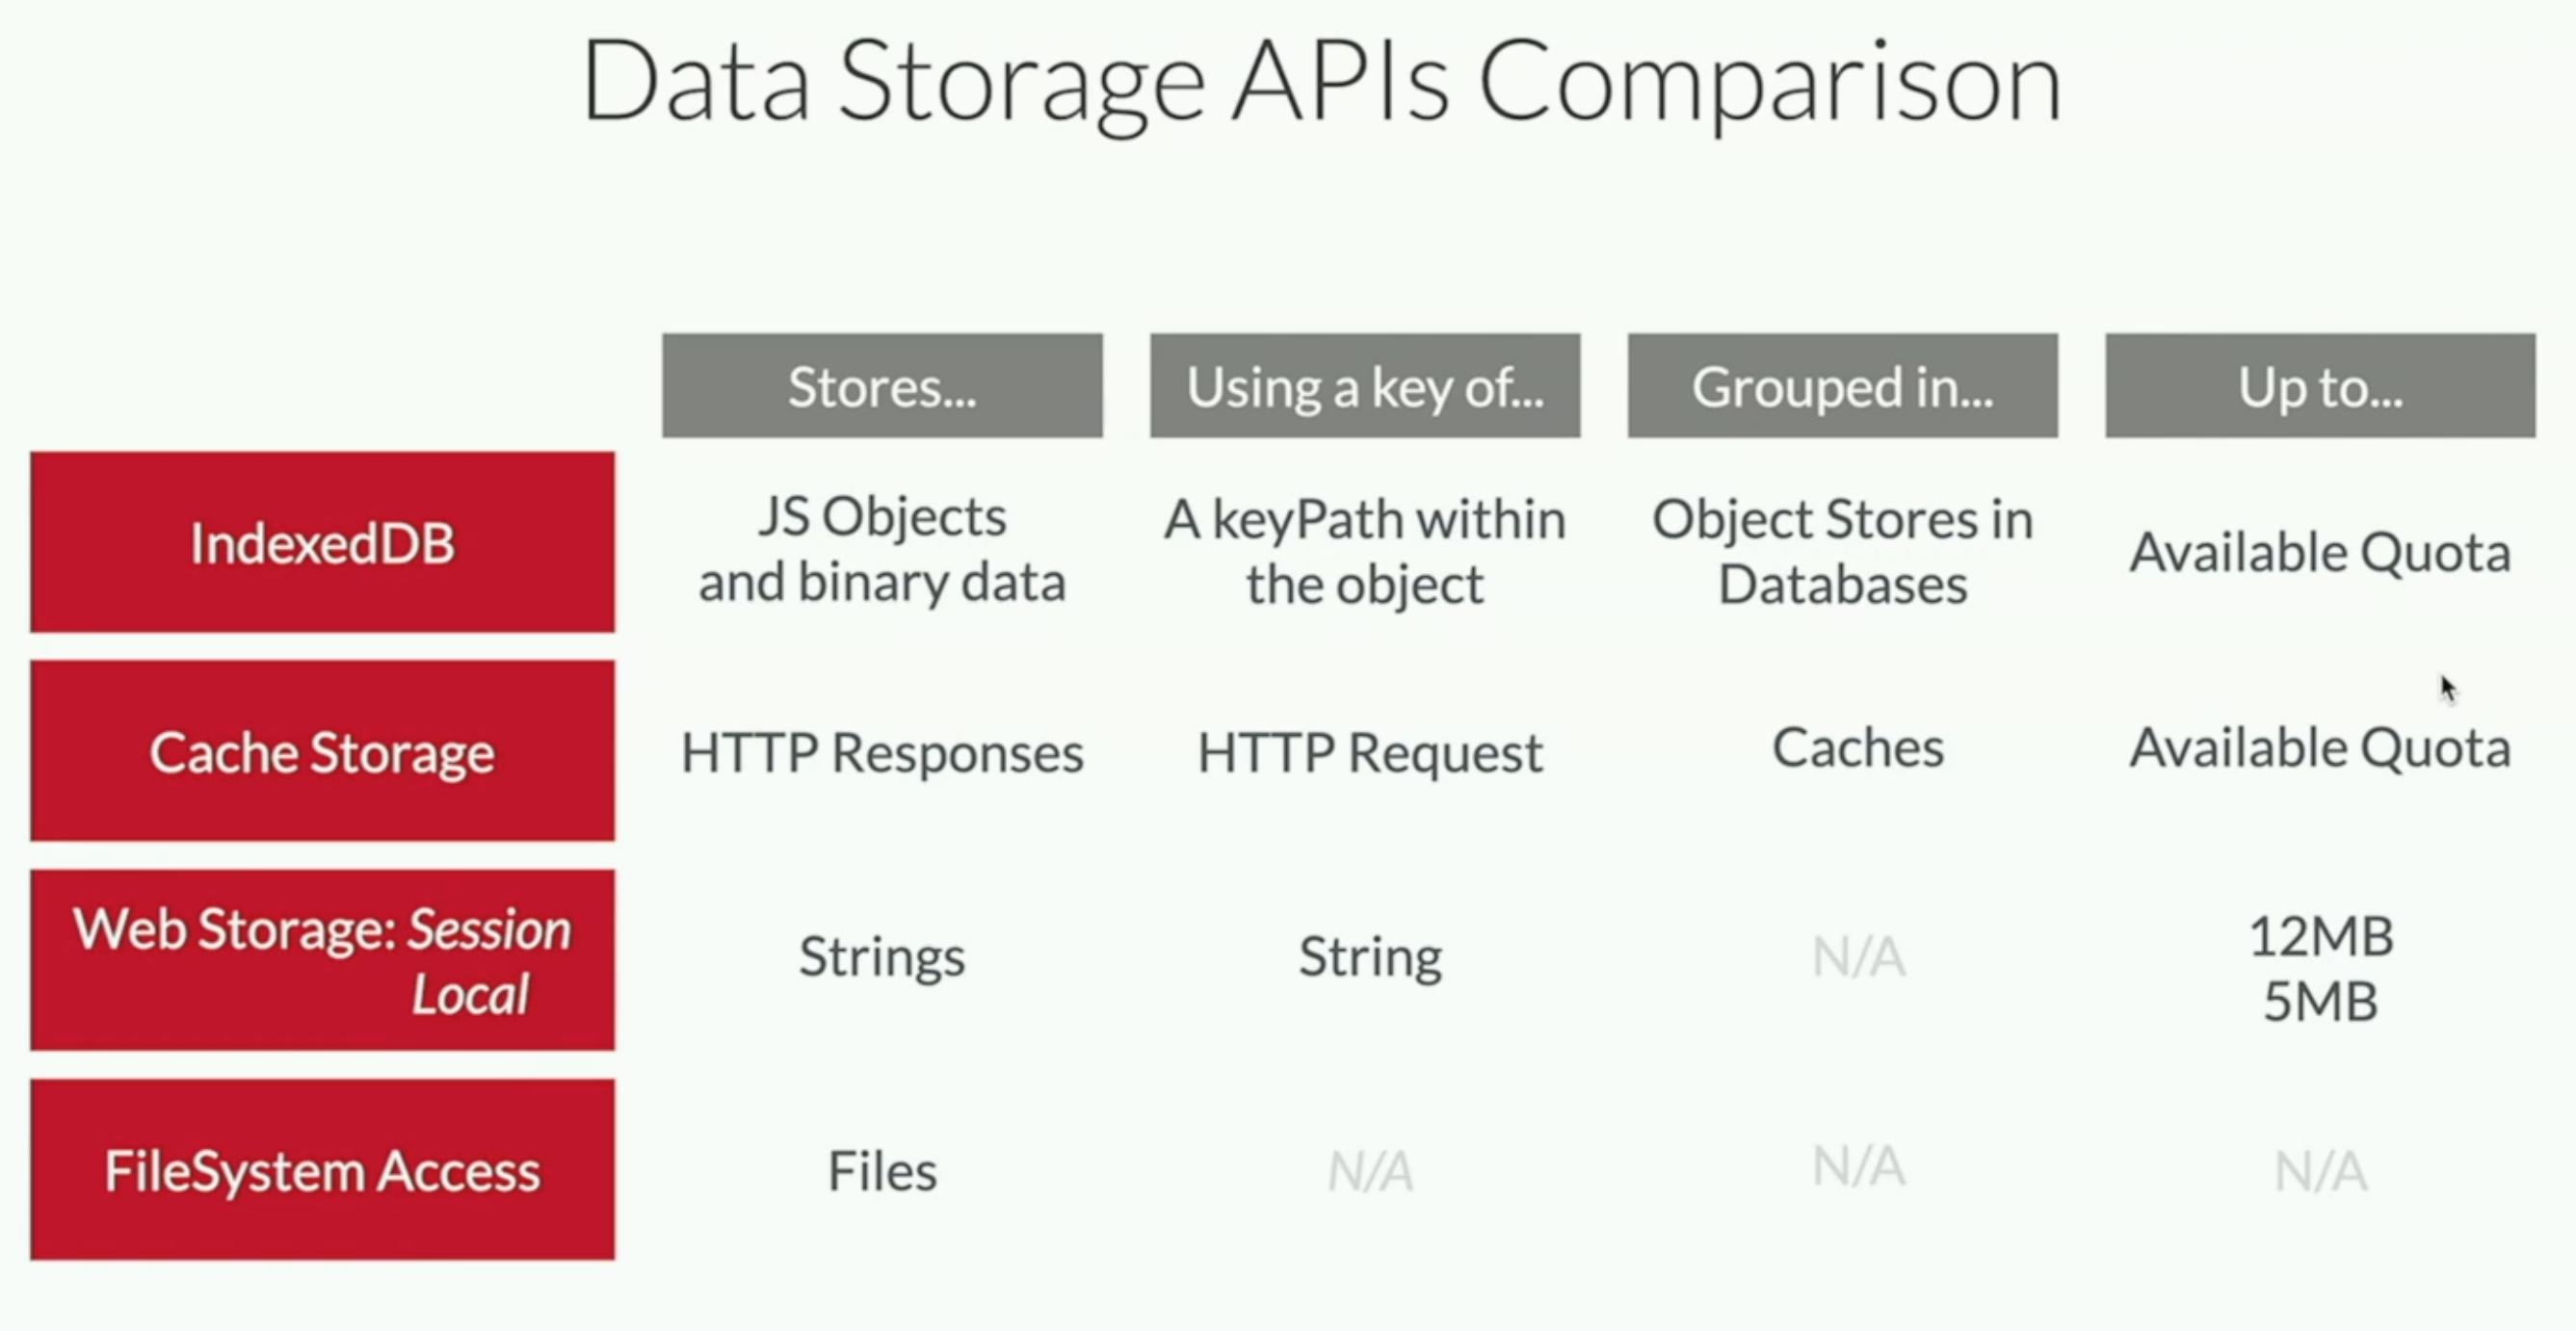 Data Storage APIs Comparison
Stores... Using a key of... Grouped in... Up to...
IndexedDB
JS Objects
and binary data
A keyPath within
the object
Object Stores in
Databases
Available Quota
Cache Storage
HTTP Responses
HTTP Request
Caches
Available Quota
Web Storage: Session
Local
Strings
String
N/A
12MB
5MB
FileSystem Access
Files
N/A
N/A
N/A